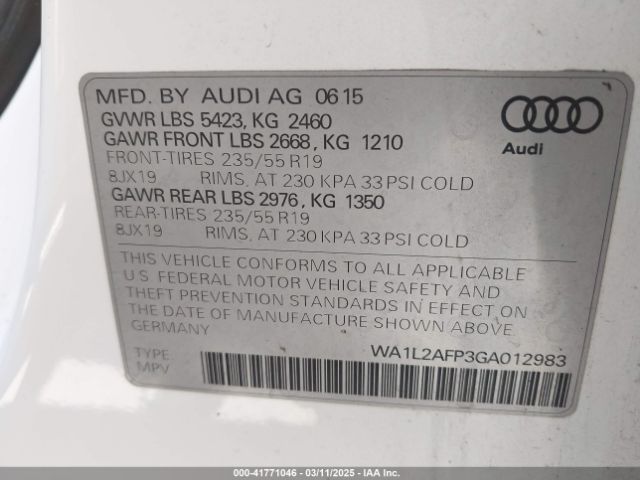 MFD. BY AUDI AG 0615
GVWR LBS 5423, KG 2460
GAWR FRONT LBS 2668, KG 1210
FRONT-TIRES 235/55 R19
8JX19 RIMS, AT 230 KPA 33 PSI COLD
GAWR REAR LBS 2976, KG 1350
REAR-TIRES 235/55 R19
8JX19 RIMS, AT 230 KPA 33 PSI COLD
Audi
THIS VEHICLE CONFORMS TO ALL APPLICABLE
U.S. FEDERAL MOTOR VEHICLE SAFETY AND
THEFT PREVENTION STANDARDS IN EFFECT ON
THE DATE OF MANUFACTURE SHOWN ABOVE.
GERMANY
WA1L2AFP3GA012983
TYPE
MPV
000-41771046 - 03/11/2025 - IAA Inc.